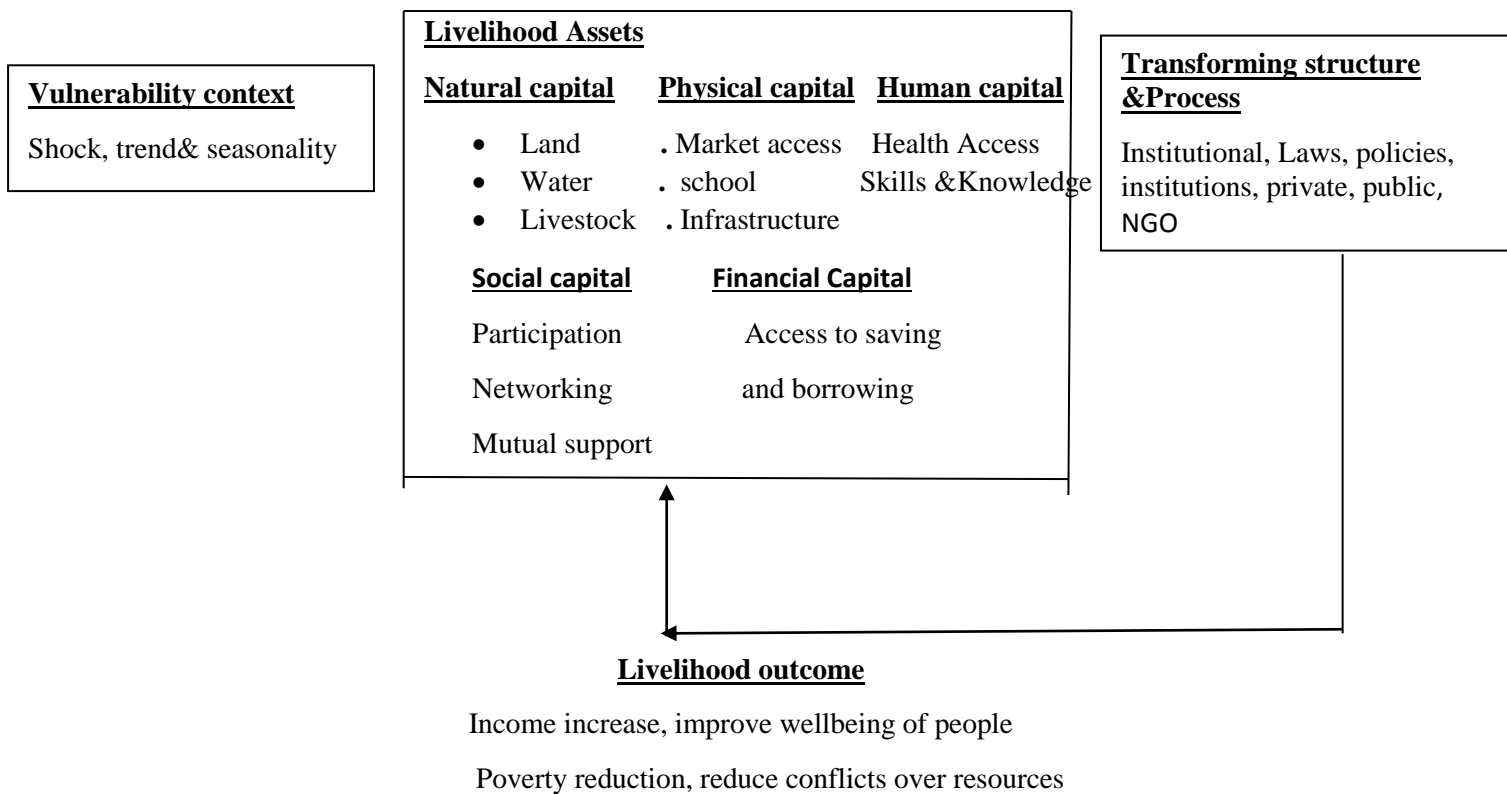 Vulnerability context
Shock, trend& seasonality
Livelihood Assets
Natural capital Physical capital Human capital
• Land . Market access Health Access
• Water . school Skills &Knowledge
• Livestock . Infrastructure
Social capital Financial Capital
Participation Access to saving
Networking and borrowing
Mutual support
Transforming structure
&Process
Institutional, Laws, policies,
institutions, private, public,
NGO
Livelihood outcome
Income increase, improve wellbeing of people
Poverty reduction, reduce conflicts over resources